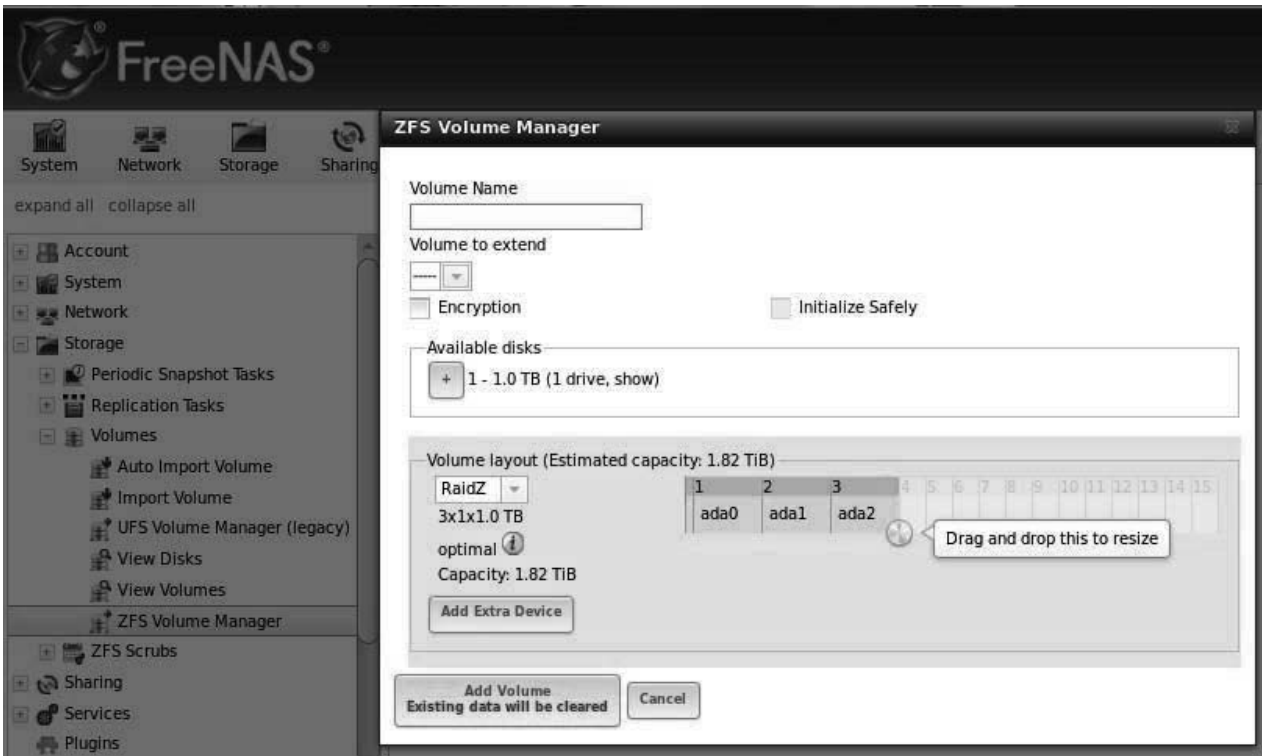 FreeNAS®
System Network Storage Sharing
expand all collapse all
Account
System
Network
Storage
Periodic Snapshot Tasks
Replication Tasks
Volumes
Auto Import Volume
Import Volume
UFS Volume Manager (legacy)
View Disks
View Volumes
ZFS Volume Manager
ZFS Scrubs
Sharing
Services
Plugins
ZFS Volume Manager
Volume Name
Volume to extend
-----
Encryption
Initialize Safely
Available disks
+ 1 - 1.0 TB (1 drive, show)
Volume layout (Estimated capacity: 1.82 TiB)
RaidZ
3x1x1.0 TB
optimal
Capacity: 1.82 TiB
1 2 3 4 5 6 7 8 9 10 11 12 13 14 15
ada0 ada1 ada2
Drag and drop this to resize
Add Extra Device
Add Volume
Existing data will be cleared
Cancel